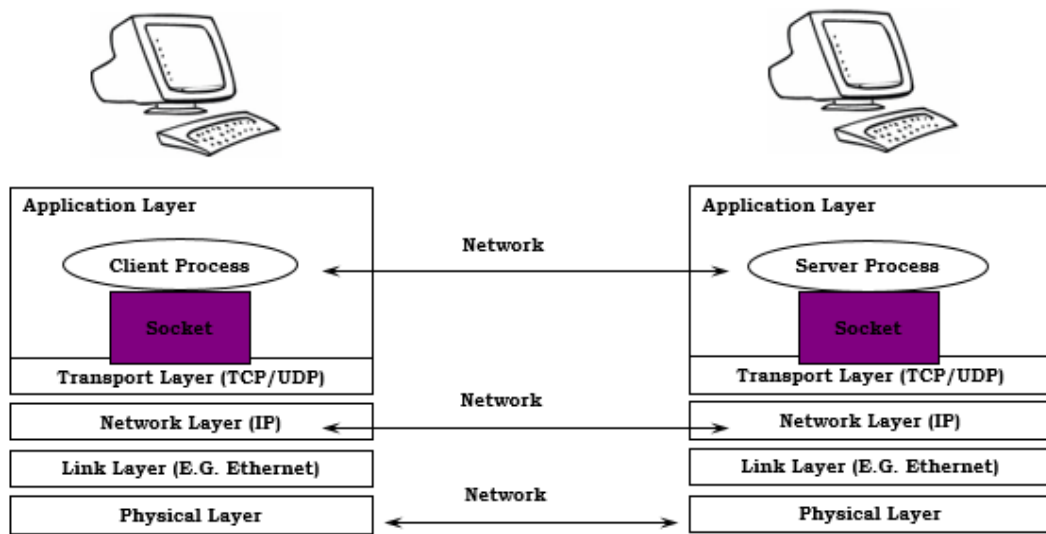 Application Layer
Application Layer
Network
Client Process
Server Process
Socket
Socket
Transport Layer (TCP/UDP)
Transport Layer (TCP/UDP)
Network
Network Layer (IP)
Network Layer (IP)
Link Layer (E.G. Ethernet)
Link Layer (E.G. Ethernet)
Network
Physical Layer
Physical Layer